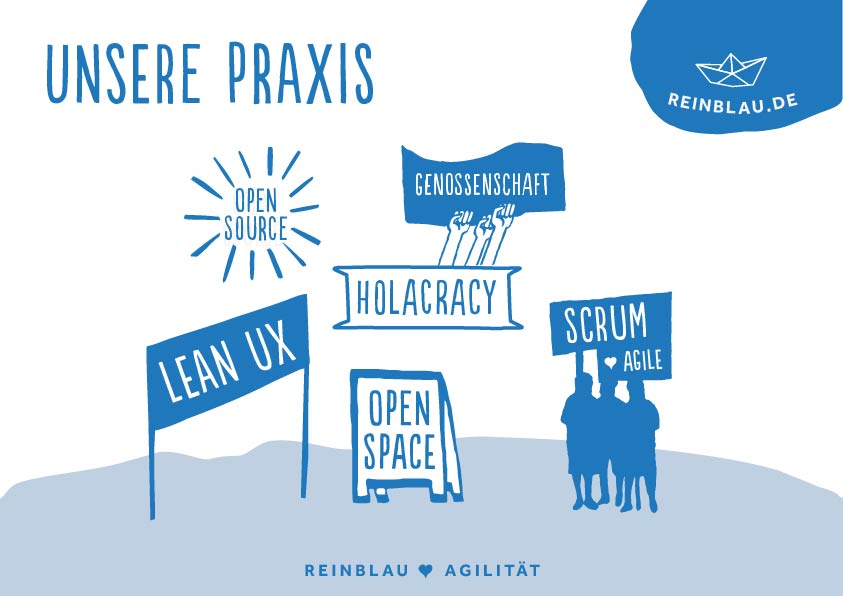 UNSERE PRAXIS
REINBLAU.DE
OPEN
SOURCE
GENOSSENSCHAFT
HOLACRACY
LEAN UX
SCRUM
♥ AGILE
OPEN
SPACE
REINBLAU ♥ AGILITÄT